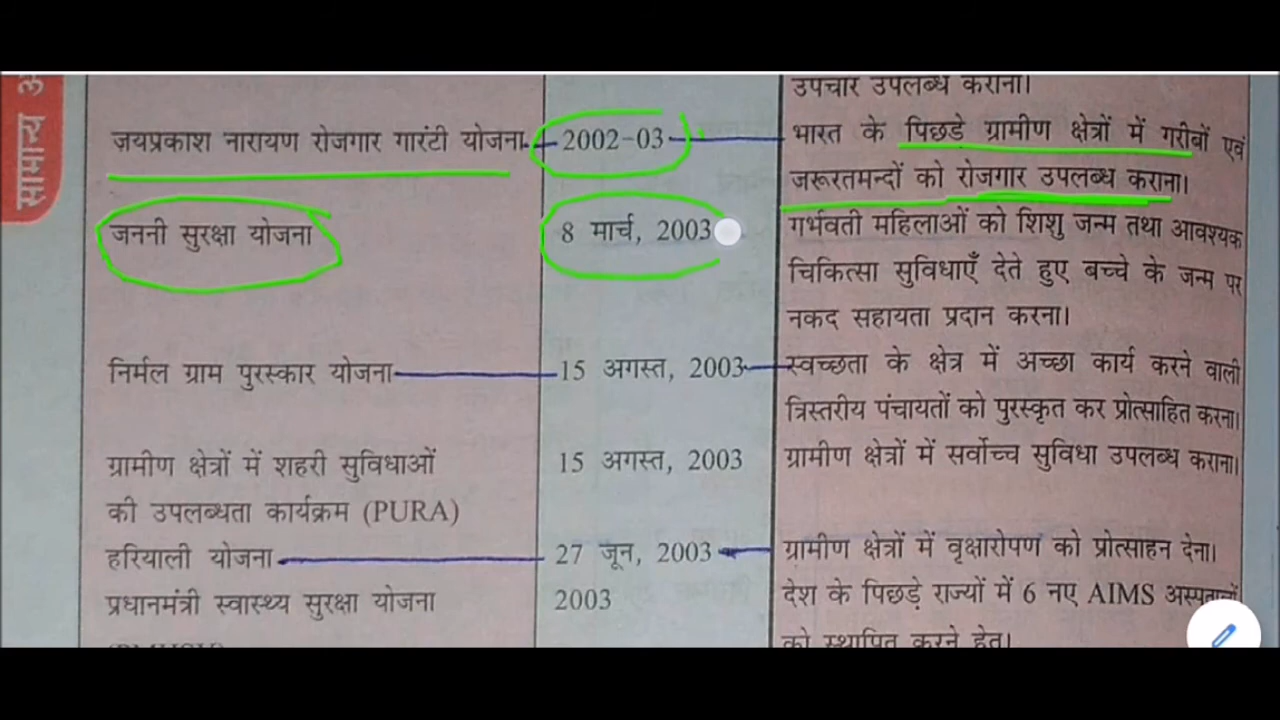 सामान्य
उपचार उपलब्ध कराना।
जयप्रकाश नारायण रोजगार गारंटी योजना 2002-03 भारत के पिछड़े ग्रामीण क्षेत्रों में गरीबों एवं
जरूरतमन्दों को रोजगार उपलब्ध कराना।
जननी सुरक्षा योजना 8 मार्च, 2003 गर्भवती महिलाओं को शिशु जन्म तथा आवश्यक
चिकित्सा सुविधाएँ देते हुए बच्चे के जन्म पर
नकद सहायता प्रदान करना।
निर्मल ग्राम पुरस्कार योजना 15 अगस्त, 2003 स्वच्छता के क्षेत्र में अच्छा कार्य करने वाली
त्रिस्तरीय पंचायतों को पुरस्कृत कर प्रोत्साहित करना।
ग्रामीण क्षेत्रों में शहरी सुविधाओं 15 अगस्त, 2003 ग्रामीण क्षेत्रों में सर्वोच्च सुविधा उपलब्ध कराना।
की उपलब्धता कार्यक्रम (PURA)
हरियाली योजना 27 जून, 2003 ग्रामीण क्षेत्रों में वृक्षारोपण को प्रोत्साहन देना।
प्रधानमंत्री स्वास्थ्य सुरक्षा योजना 2003 देश के पिछड़े राज्यों में 6 नए AIMS अस्पतालों
को स्थापित करने हेतु।